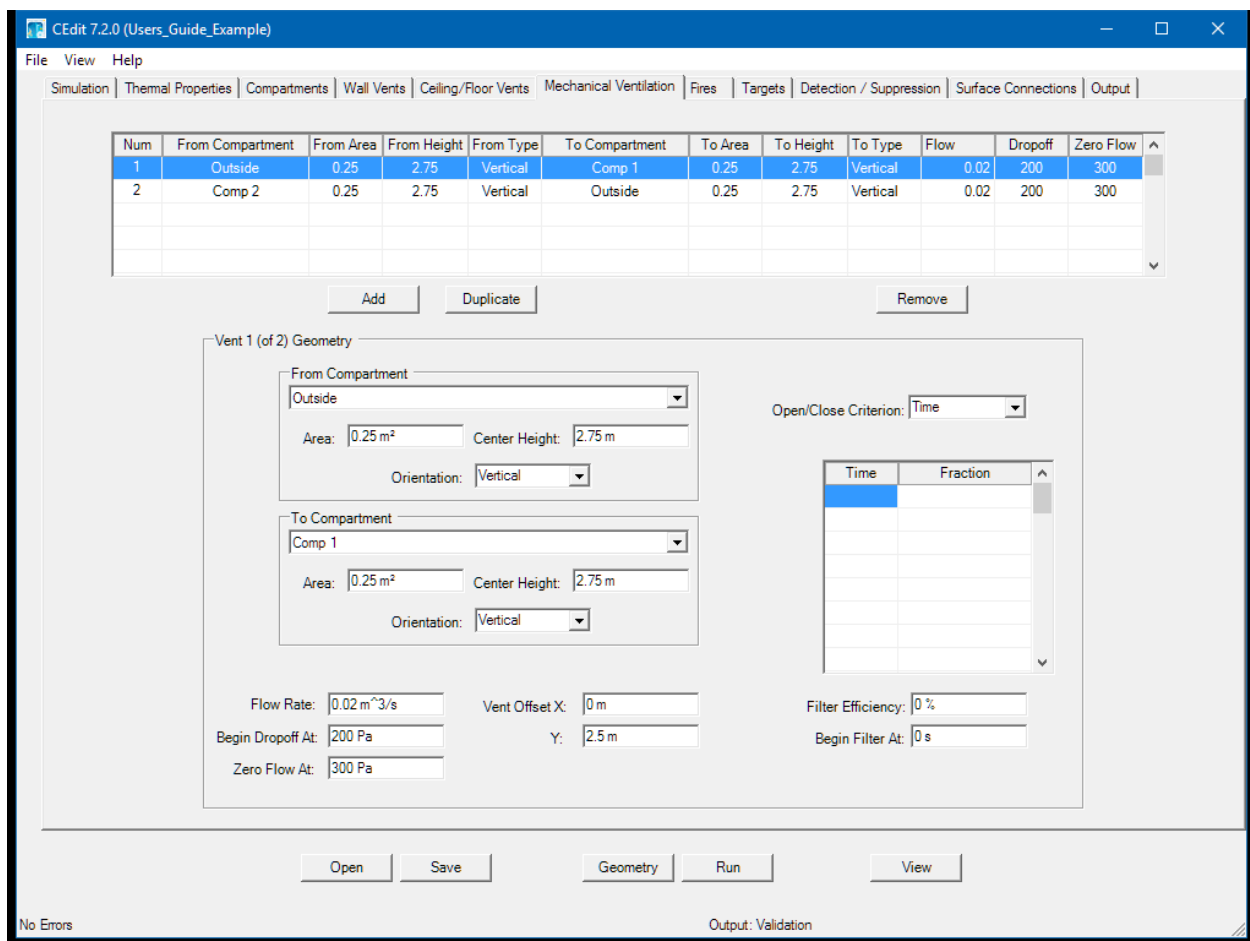 CEdit 7.2.0 (Users_Guide_Example)
File View Help
Simulation Thermal Properties Compartments Wall Vents Ceiling/Floor Vents Mechanical Ventilation Fires Targets Detection / Suppression Surface Connections Output
Num From Compartment From Area From Height From Type To Compartment To Area To Height To Type Flow Dropoff Zero Flow
1 Outside 0.25 2.75 Vertical Comp 1 0.25 2.75 Vertical 0.02 200 300
2 Comp 2 0.25 2.75 Vertical Outside 0.25 2.75 Vertical 0.02 200 300
Add Duplicate Remove
Vent 1 (of 2) Geometry
From Compartment
Outside
Open/Close Criterion: Time
Area: 0.25 m² Center Height: 2.75 m
Orientation: Vertical
Time Fraction
To Compartment
Comp 1
Area: 0.25 m² Center Height: 2.75 m
Orientation: Vertical
Flow Rate: 0.02 m^3/s Vent Offset X: 0 m Filter Efficiency: 0 %
Begin Dropoff At: 200 Pa Y: 2.5 m Begin Filter At: 0 s
Zero Flow At: 300 Pa
Open Save Geometry Run View
No Errors Output: Validation